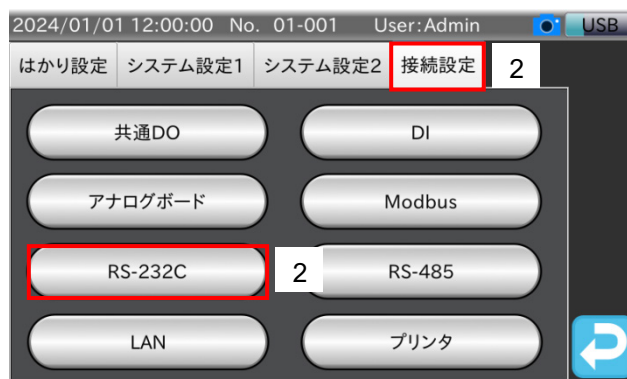 2024/01/01 12:00:00 No. 01-001 User:Admin USB
はかり設定 システム設定1 システム設定2 接続設定 2
共通DO DI
アナログボード Modbus
RS-232C 2 RS-485
LAN プリンタ